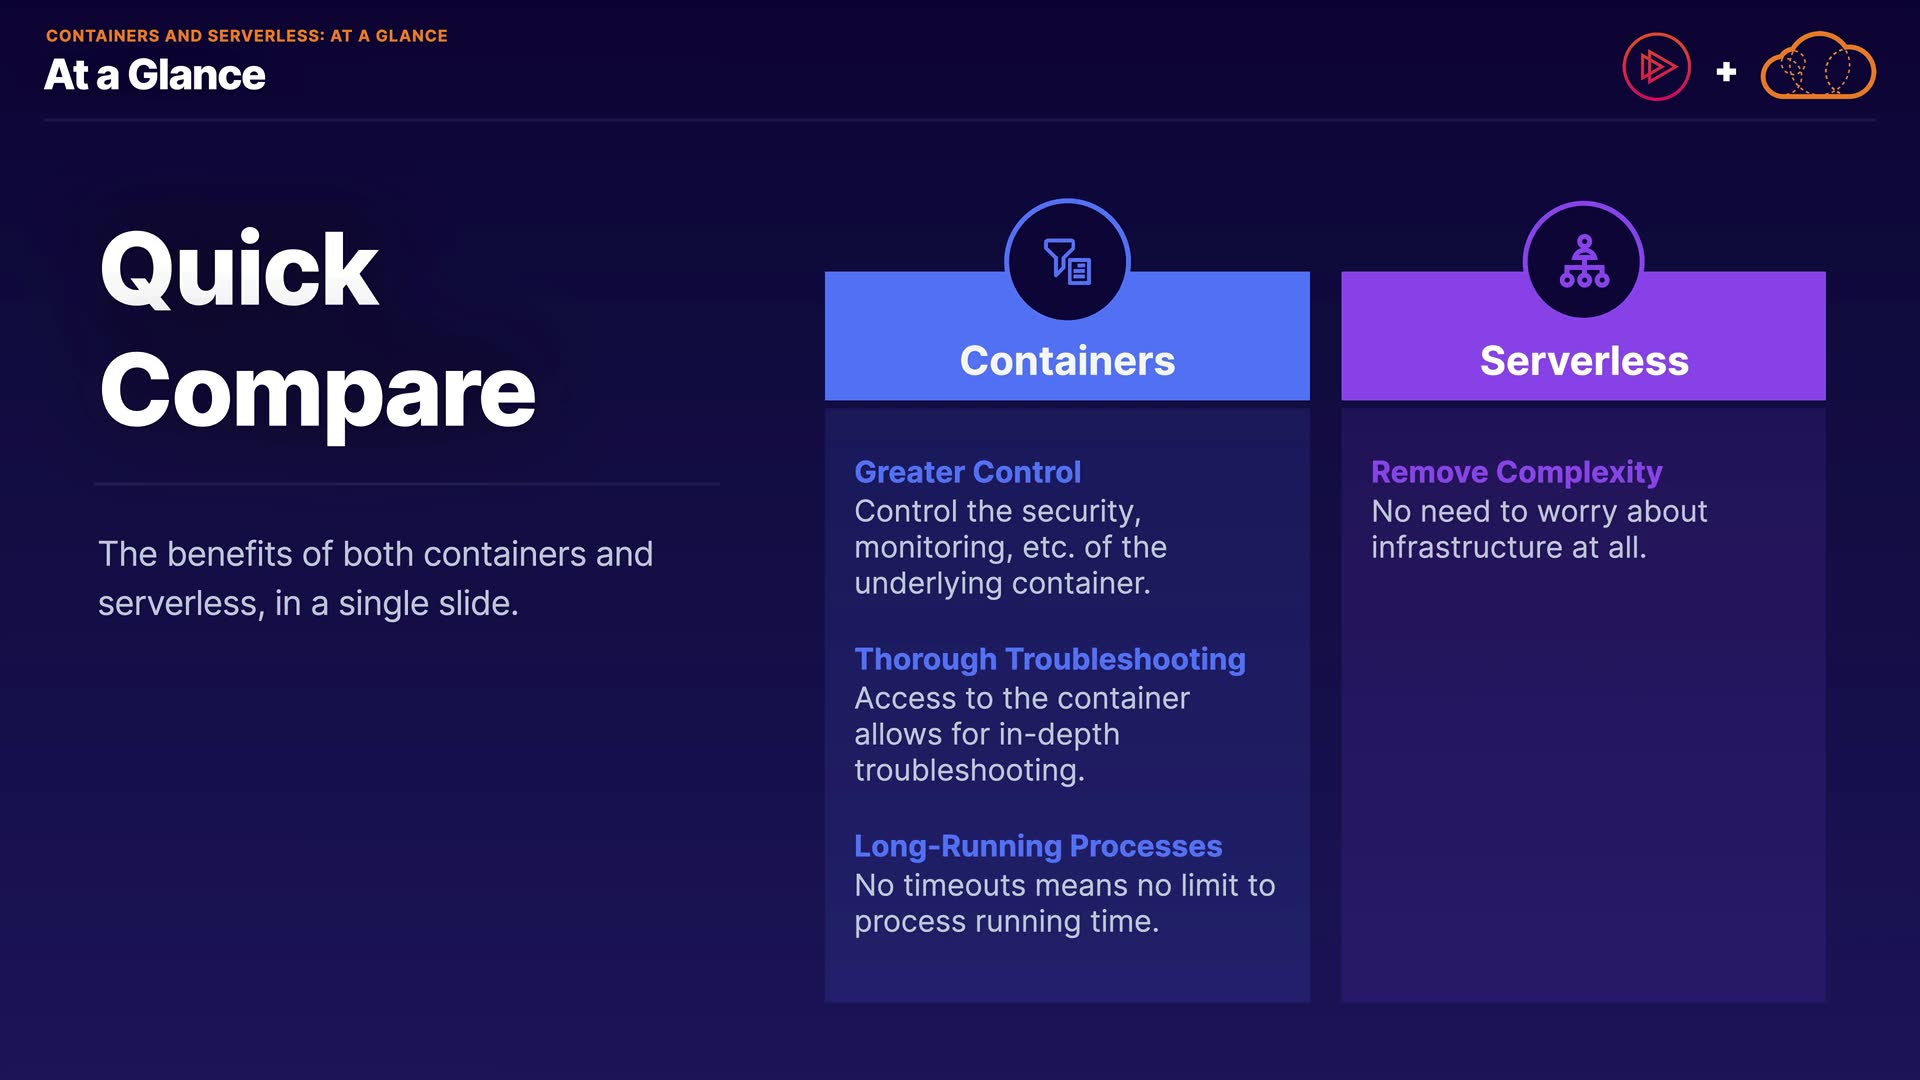 CONTAINERS AND SERVERLESS: AT A GLANCE
At a Glance
+
Quick
Compare
The benefits of both containers and
serverless, in a single slide.
Containers
Greater Control
Control the security,
monitoring, etc. of the
underlying container.
Thorough Troubleshooting
Access to the container
allows for in-depth
troubleshooting.
Long-Running Processes
No timeouts means no limit to
process running time.
Serverless
Remove Complexity
No need to worry about
infrastructure at all.